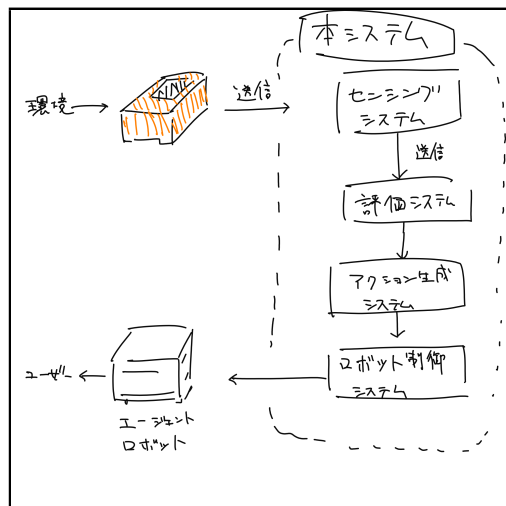 本システム
環境
送信
センシング
システム
送信
評価システム
アクション生成
システム
ロボット制御
システム
ユーザー
エージェント
ロボット